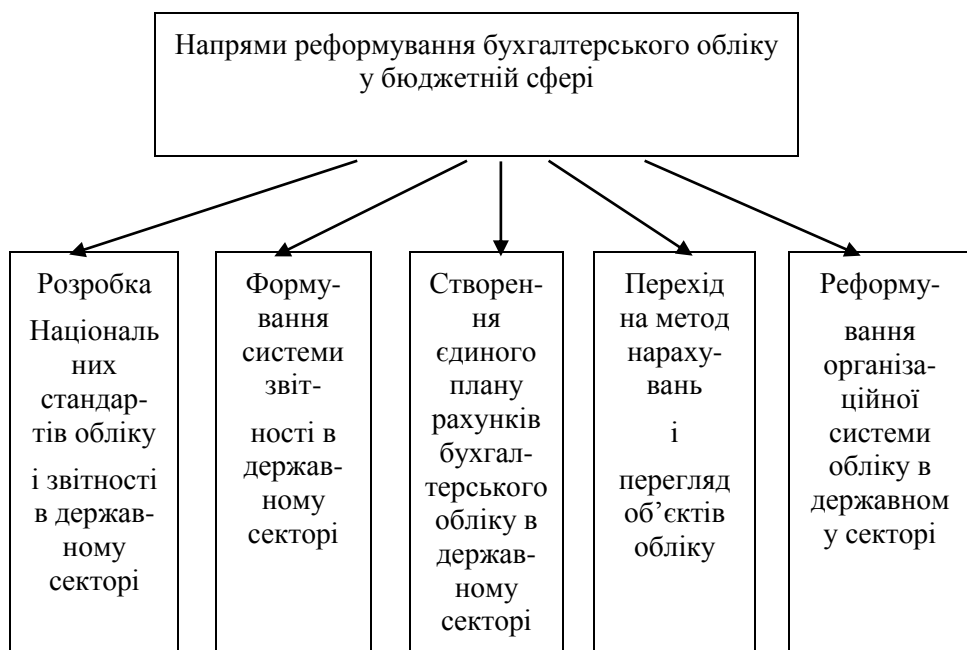 Напрями реформування бухгалтерського обліку
у бюджетній сфері
Розробка
Національ
них
стандар-
тів обліку
і звітності
в держав-
ному
секторі
Форму-
вання
системи
звіт-
ності в
держав-
ному
секторі
Створен-
ня
єдиного
плану
рахунків
бухгал-
терського
обліку в
держав-
ному
секторі
Перехід
на метод
нараху-
вань
і
перегляд
об’єктів
обліку
Реформу-
вання
організа-
ційної
системи
обліку в
державном
у секторі